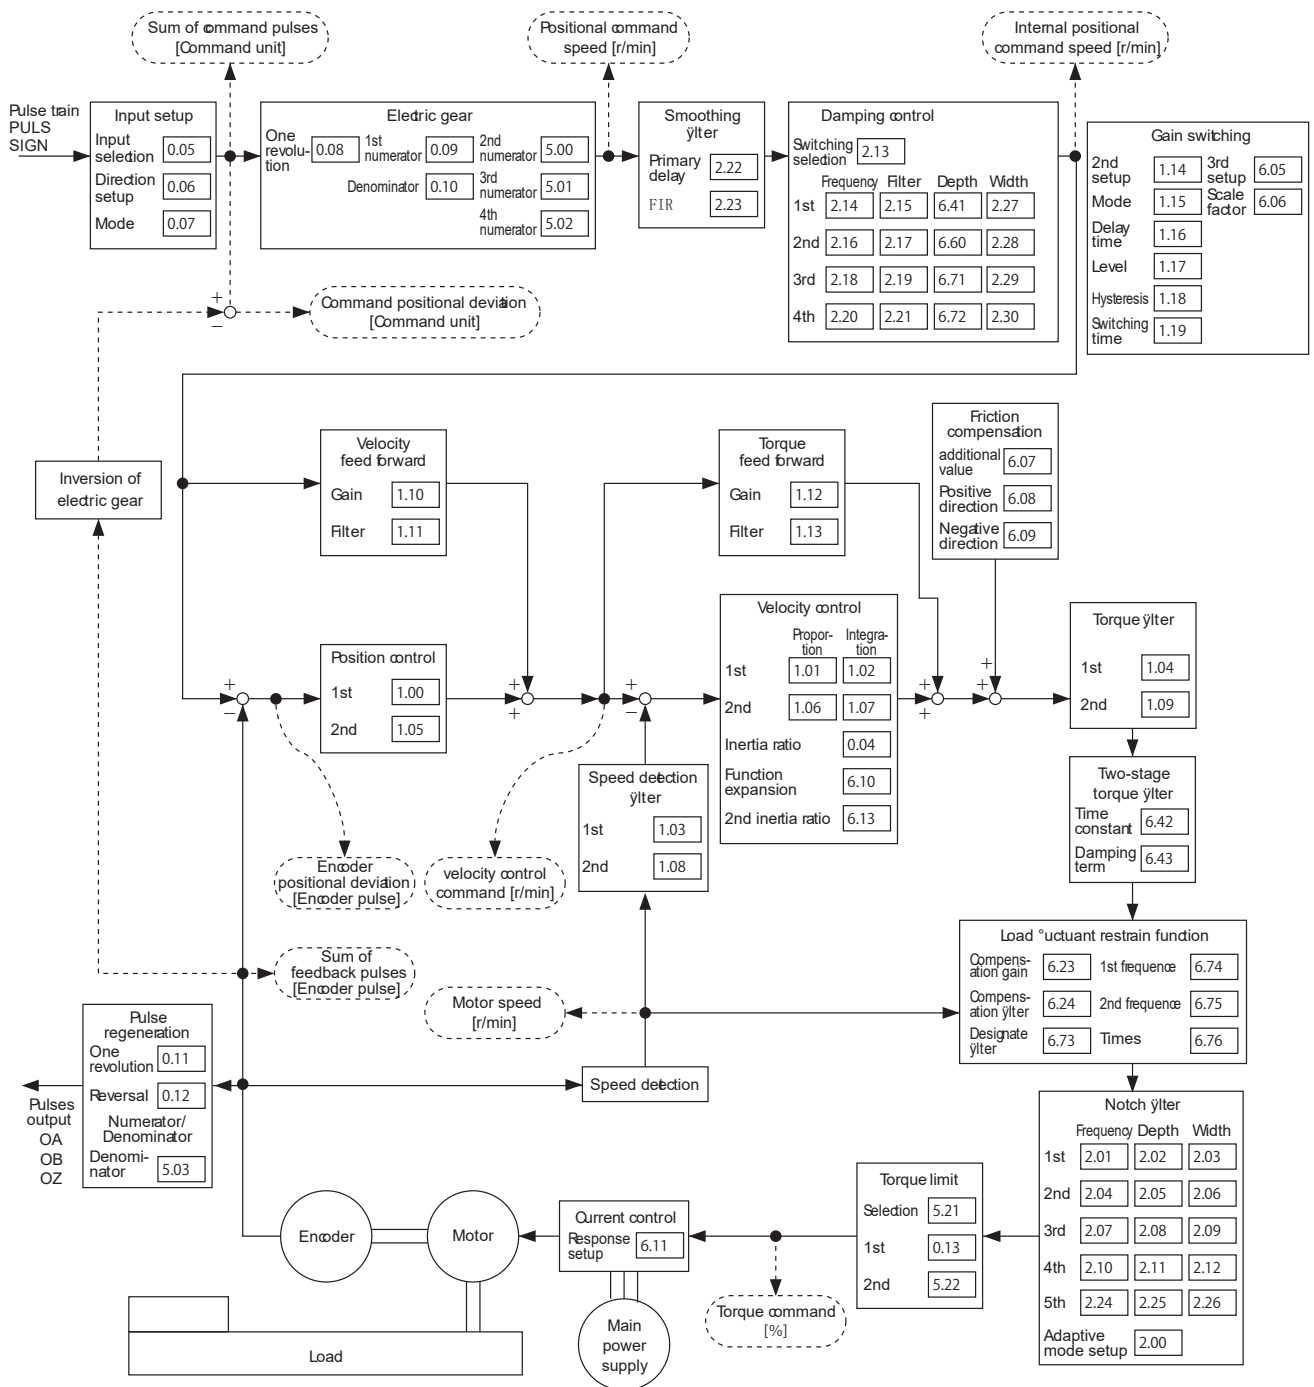 Sum of command pulses
[Command unit]
Positional command
speed [r/min]
Internal positional
command speed [r/min]
Pulse train
PULS
SIGN
Input setup
Input
selection 0.05
Direction
setup 0.06
Mode 0.07
Electric gear
One
revolu-
tion 0.08
1st
numerator 0.09
2nd
numerator 5.00
Denominator 0.10
3rd
numerator 5.01
4th
numerator 5.02
Smoothing
ÿlter
Primary
delay 2.22
FIR 2.23
Damping control
Switching
selection 2.13
Frequency Filter Depth Width
1st 2.14 2.15 6.41 2.27
2nd 2.16 2.17 6.60 2.28
3rd 2.18 2.19 6.71 2.29
4th 2.20 2.21 6.72 2.30
Gain switching
2nd
setup 1.14
3rd
setup 6.05
Mode 1.15
Scale
factor 6.06
Delay
time 1.16
Level 1.17
Hysteresis 1.18
Switching
time 1.19
+
−
Command positional deviation
[Command unit]
Inversion of
electric gear
Velocity
feed forward
Gain 1.10
Filter 1.11
Torque
feed forward
Gain 1.12
Filter 1.13
Friction
compensation
additional
value 6.07
Positive
direction 6.08
Negative
direction 6.09
+
−
Position control
1st 1.00
2nd 1.05
+
+
+
−
Velocity control
Propor-
tion
Integra-
tion
1st 1.01 1.02
2nd 1.06 1.07
Inertia ratio 0.04
Function
expansion 6.10
2nd inertia ratio 6.13
+
+
+
+
Torque ÿlter
1st 1.04
2nd 1.09
Two-stage
torque ÿlter
Time
constant 6.42
Damping
term 6.43
Speed detection
ÿlter
1st 1.03
2nd 1.08
Encoder
positional deviation
[Encoder pulse]
velocity control
command [r/min]
Sum of
feedback pulses
[Encoder pulse]
Motor speed
[r/min]
Load °uctuant restrain function
Compens-
ation gain 6.23
1st frequence 6.74
Compens-
ation ÿlter 6.24
2nd frequence 6.75
Designate
ÿlter 6.73
Times 6.76
Pulse
regeneration
One
revolution 0.11
Reversal 0.12
Numerator/
Denominator
Denomi-
nator 5.03
Pulses
output
OA
OB
OZ
Speed detection
Notch ÿlter
Frequency Depth Width
1st 2.01 2.02 2.03
2nd 2.04 2.05 2.06
3rd 2.07 2.08 2.09
4th 2.10 2.11 2.12
5th 2.24 2.25 2.26
Adaptive
mode setup 2.00
Torque limit
Selection 5.21
1st 0.13
2nd 5.22
Current control
Response
setup 6.11
Encoder
Motor
Torque command
[%]
Main
power
supply
Load